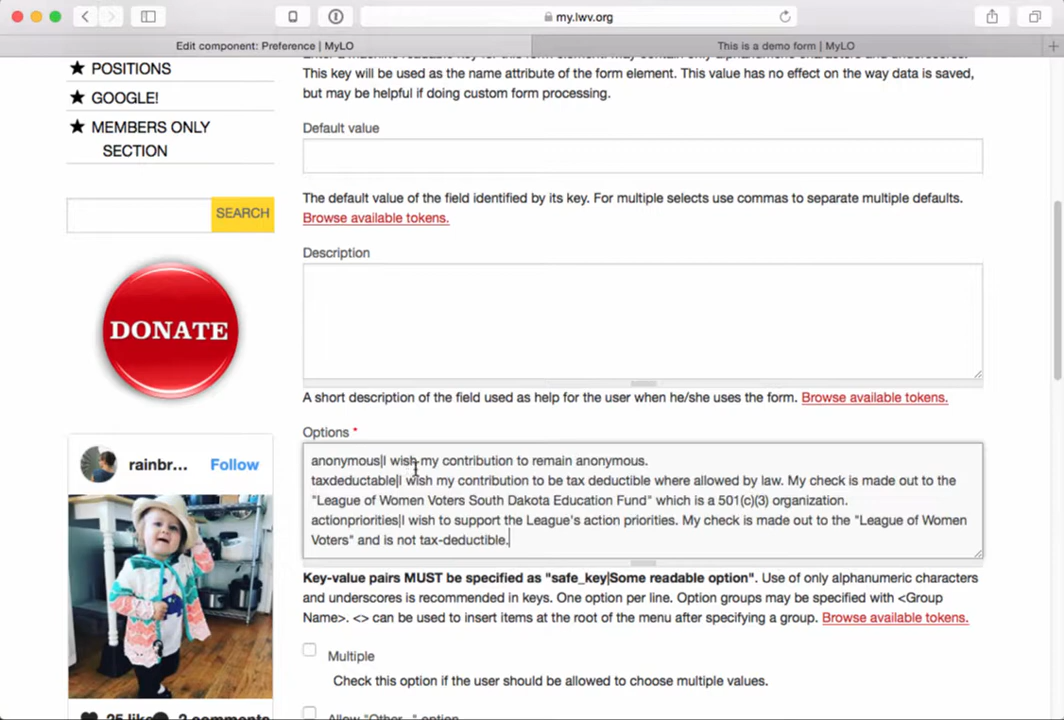 my.lwv.org
Edit component: Preference | MyLO
This is a demo form | MyLO
POSITIONS
GOOGLE!
MEMBERS ONLY
SECTION
SEARCH
DONATE
rainbr...
Follow
This key will be used as the name attribute of the form element. This value has no effect on the way data is saved,
but may be helpful if doing custom form processing.
Default value
The default value of the field identified by its key. For multiple selects use commas to separate multiple defaults.
Browse available tokens.
Description
A short description of the field used as help for the user when he/she uses the form. Browse available tokens.
Options *
anonymous|I wish my contribution to remain anonymous.
taxdeductable|I wish my contribution to be tax deductible where allowed by law. My check is made out to the
"League of Women Voters South Dakota Education Fund" which is a 501(c)(3) organization.
actionpriorities|I wish to support the League's action priorities. My check is made out to the "League of Women
Voters" and is not tax-deductible.
Key-value pairs MUST be specified as "safe_key|Some readable option". Use of only alphanumeric characters
and underscores is recommended in keys. One option per line. Option groups may be specified with <Group
Name>. <> can be used to insert items at the root of the menu after specifying a group. Browse available tokens.
Multiple
Check this option if the user should be allowed to choose multiple values.
Allow "Other..." option